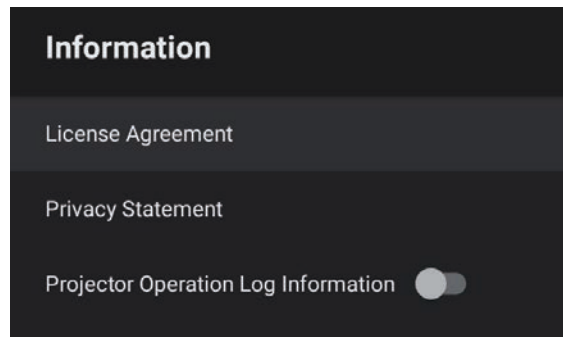 Information
License Agreement
Privacy Statement
Projector Operation Log Information